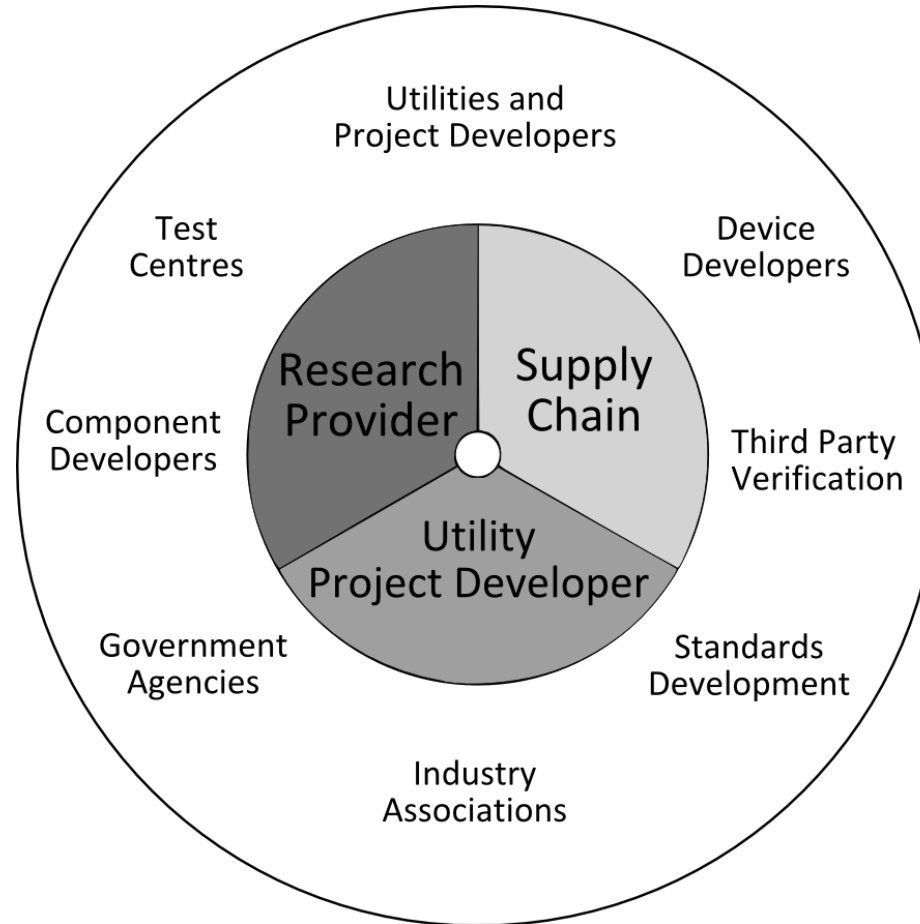 Utilities and
Project Developers
Test
Centres
Device
Developers
Research
Provider
Supply
Chain
Component
Developers
Third Party
Verification
Utility
Project Developer
Government
Agencies
Standards
Development
Industry
Associations